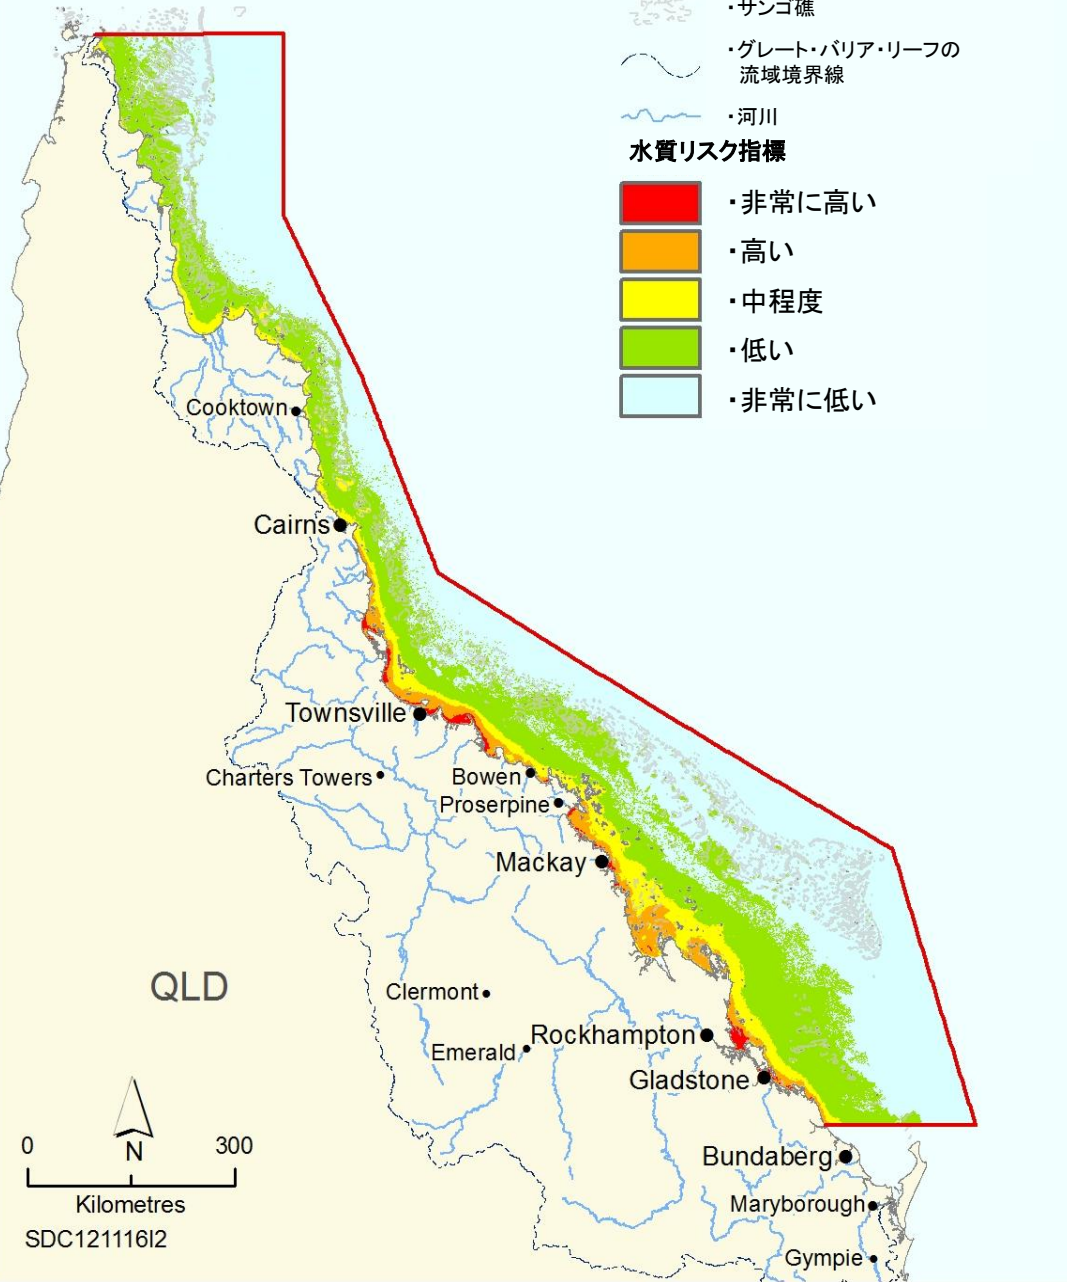 ・サンゴ礁
・グレート・バリア・リーフの
流域境界線
・河川
水質リスク指標
・非常に高い
・高い
・中程度
・低い
・非常に低い
Cooktown
Cairns
Townsville
Charters Towers
Bowen
Proserpine
Mackay
QLD
Clermont
Rockhampton
Emerald
Gladstone
N
0 300
Kilometres
Bundaberg
Maryborough
SDC121116I2
Gympie